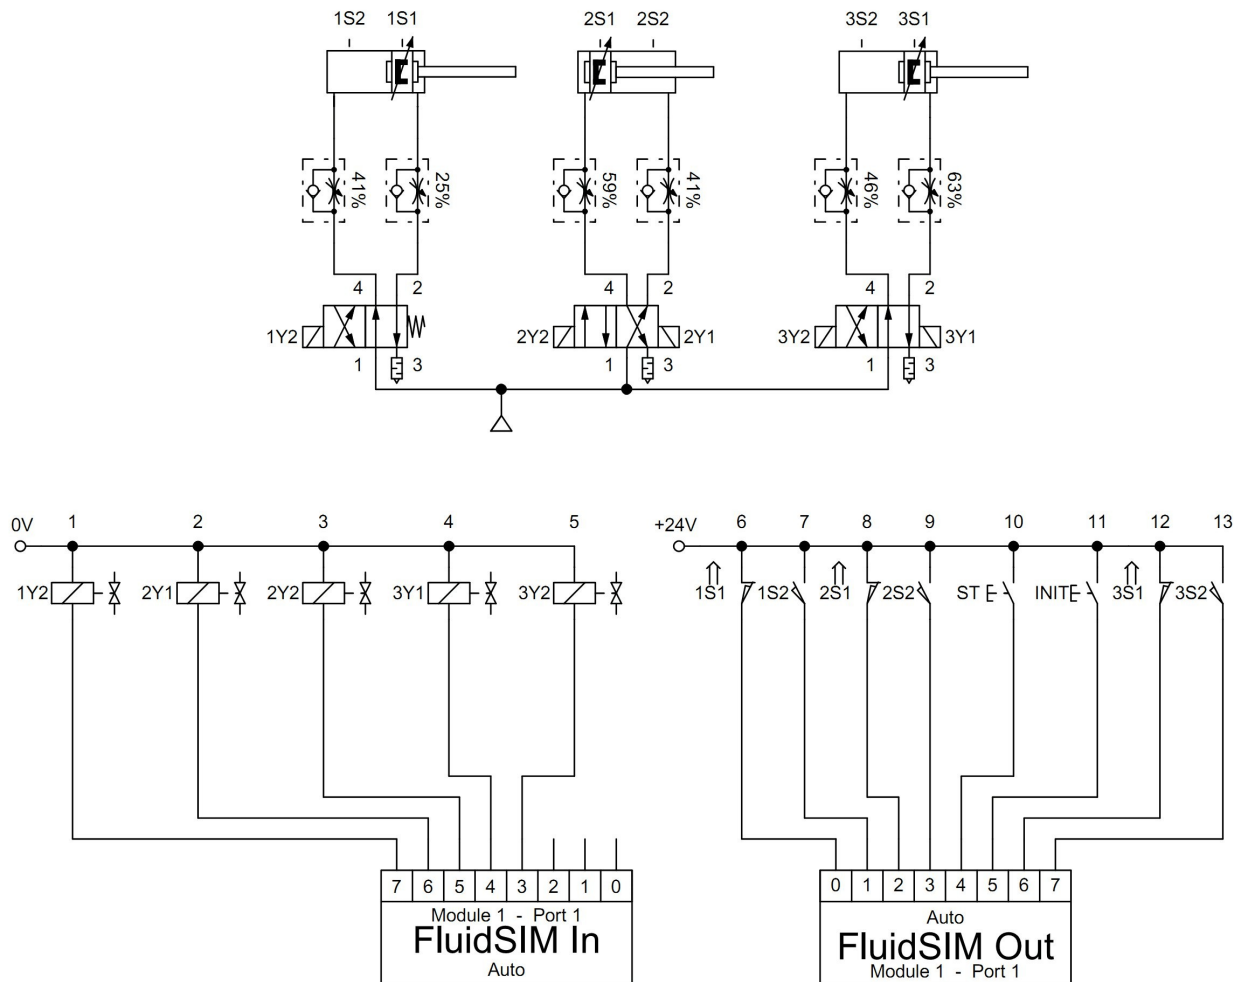 1S2 1S1 2S1 2S2 3S2 3S1
41% 25% 59% 41% 46% 63%
4 2 4 2 4 2
1Y2 2Y2 2Y1 3Y2 3Y1
1 3 1 3 1 3
0V 1 2 3 4 5 +24V 6 7 8 9 10 11 12 13
1Y2 2Y1 2Y2 3Y1 3Y2 1S1 1S2 2S1 2S2 ST INIT 3S1 3S2
7 6 5 4 3 2 1 0 0 1 2 3 4 5 6 7
Module 1 - Port 1
FluidSIM In
Auto
Auto
FluidSIM Out
Module 1 - Port 1